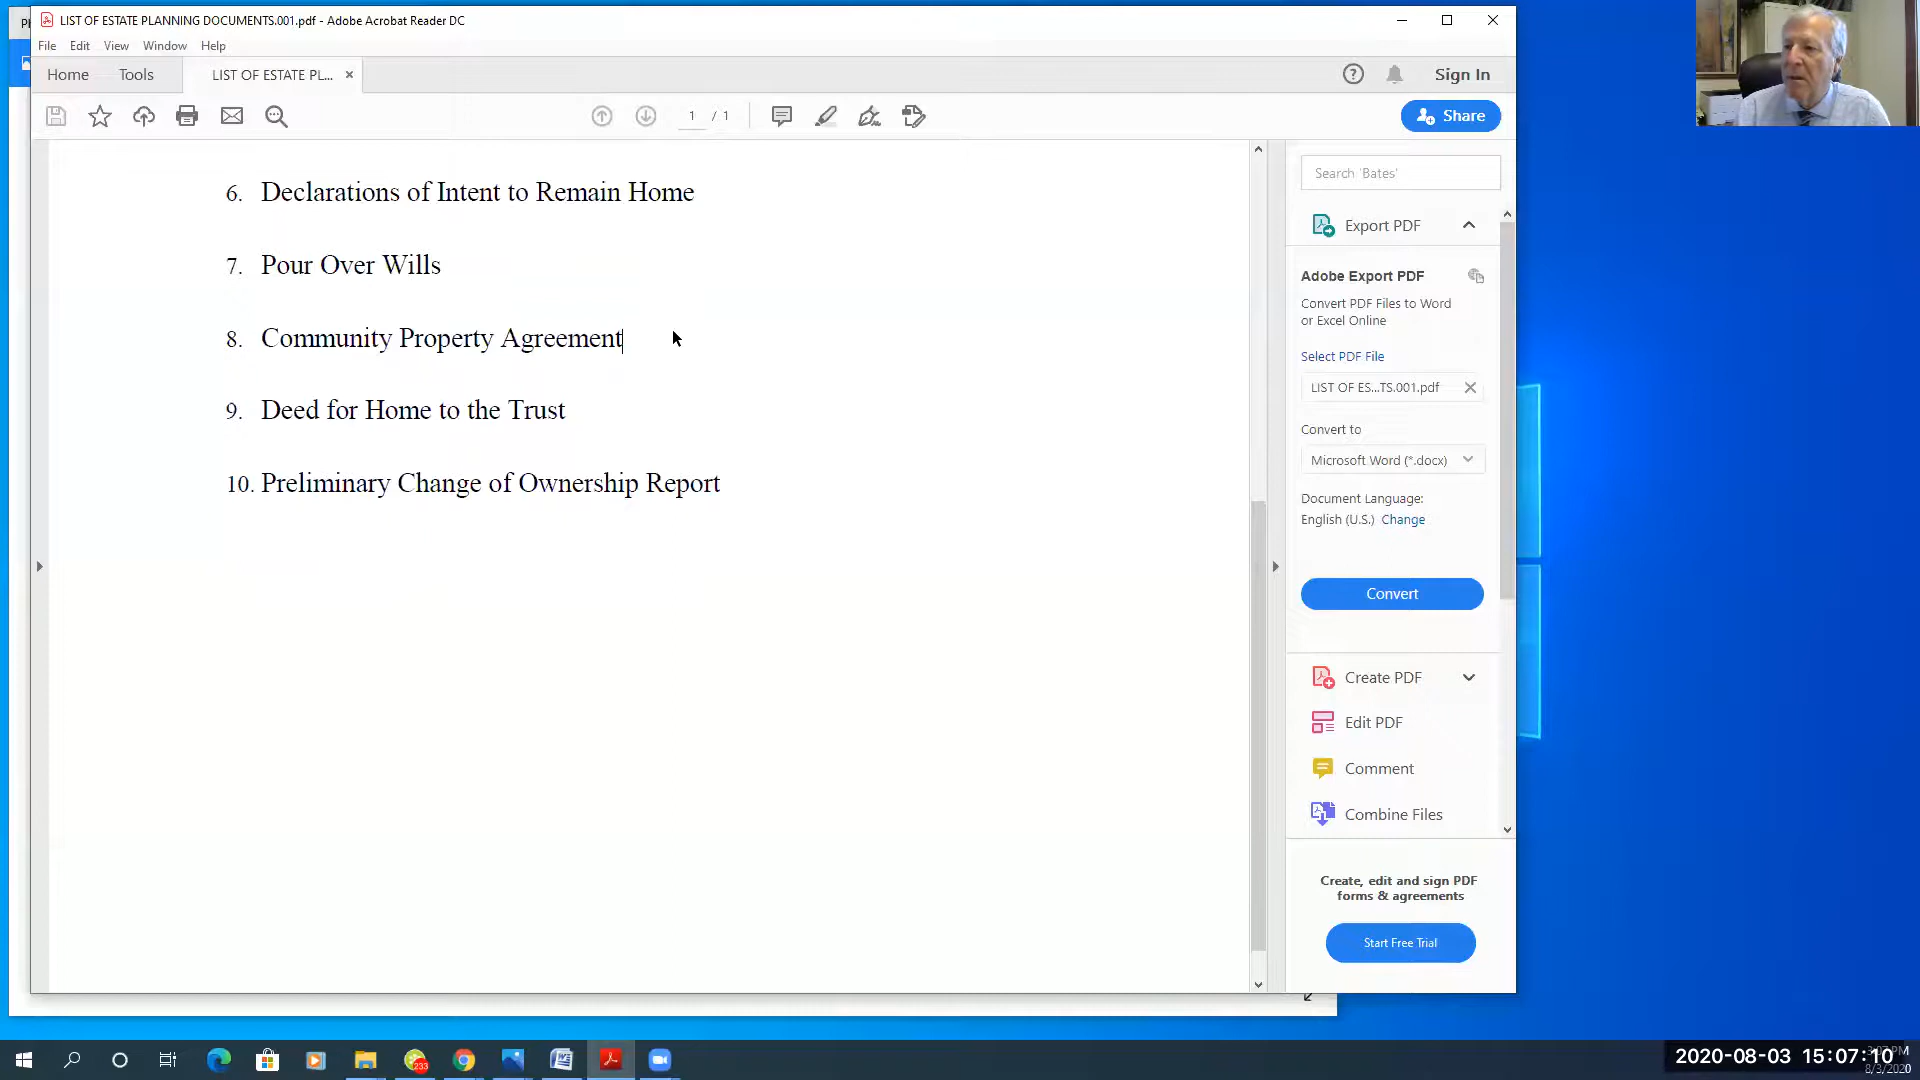 LIST OF ESTATE PLANNING DOCUMENTS.001.pdf - Adobe Acrobat Reader DC
File Edit View Window Help
Home Tools LIST OF ESTATE PL... Sign In
1 / 1 Share
6. Declarations of Intent to Remain Home
7. Pour Over Wills
8. Community Property Agreement
9. Deed for Home to the Trust
10. Preliminary Change of Ownership Report
Search 'Bates'
Export PDF
Adobe Export PDF
Convert PDF Files to Word
or Excel Online
Select PDF File
LIST OF ES...TS.001.pdf
Convert to
Microsoft Word (*.docx)
Document Language:
English (U.S.) Change
Convert
Create PDF
Edit PDF
Comment
Combine Files
Create, edit and sign PDF
forms & agreements
Start Free Trial
233
2020-08-03 15:07:10
8/3/2020